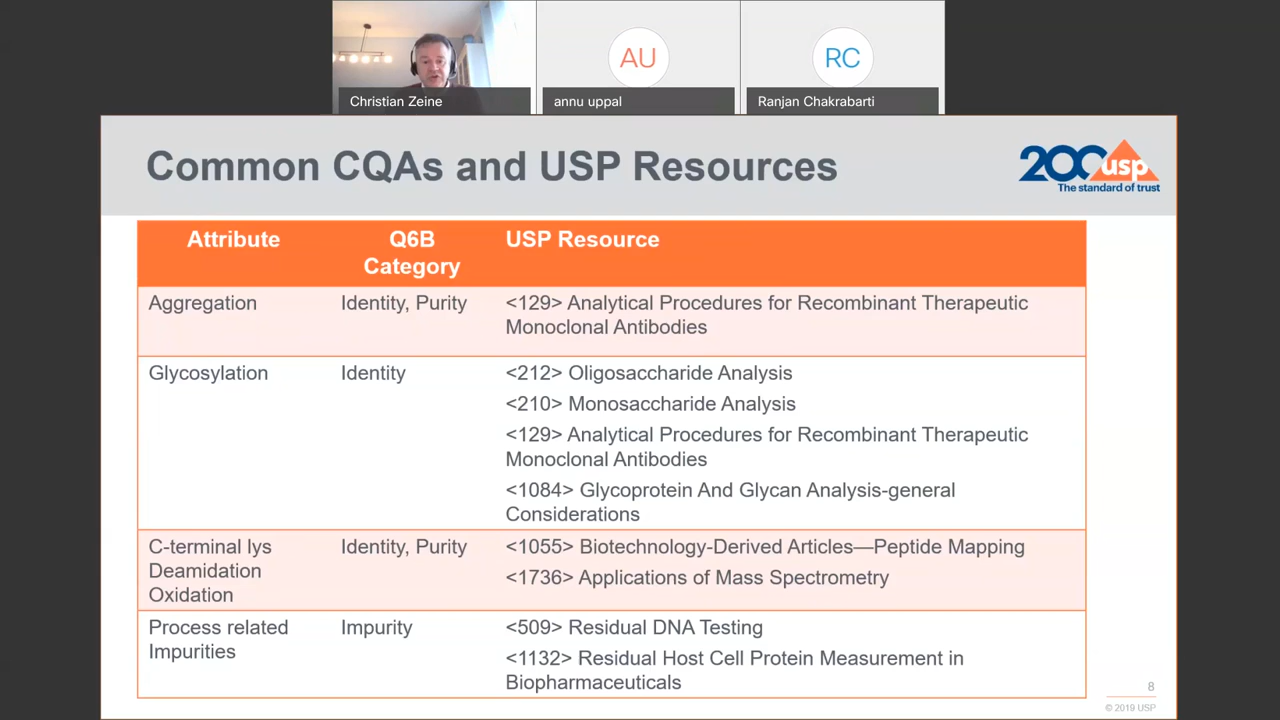 AU
RC
Christian Zeine
annu uppal
Ranjan Chakrabarti
Common CQAs and USP Resources
200 usp
The standard of trust
Attribute
Q6B
Category
USP Resource
Aggregation
Identity, Purity
<129> Analytical Procedures for Recombinant Therapeutic
Monoclonal Antibodies
Glycosylation
Identity
<212> Oligosaccharide Analysis
<210> Monosaccharide Analysis
<129> Analytical Procedures for Recombinant Therapeutic
Monoclonal Antibodies
<1084> Glycoprotein And Glycan Analysis-general
Considerations
C-terminal lys
Deamidation
Oxidation
Identity, Purity
<1055> Biotechnology-Derived Articles—Peptide Mapping
<1736> Applications of Mass Spectrometry
Process related
Impurities
Impurity
<509> Residual DNA Testing
<1132> Residual Host Cell Protein Measurement in
Biopharmaceuticals
8
© 2019 USP